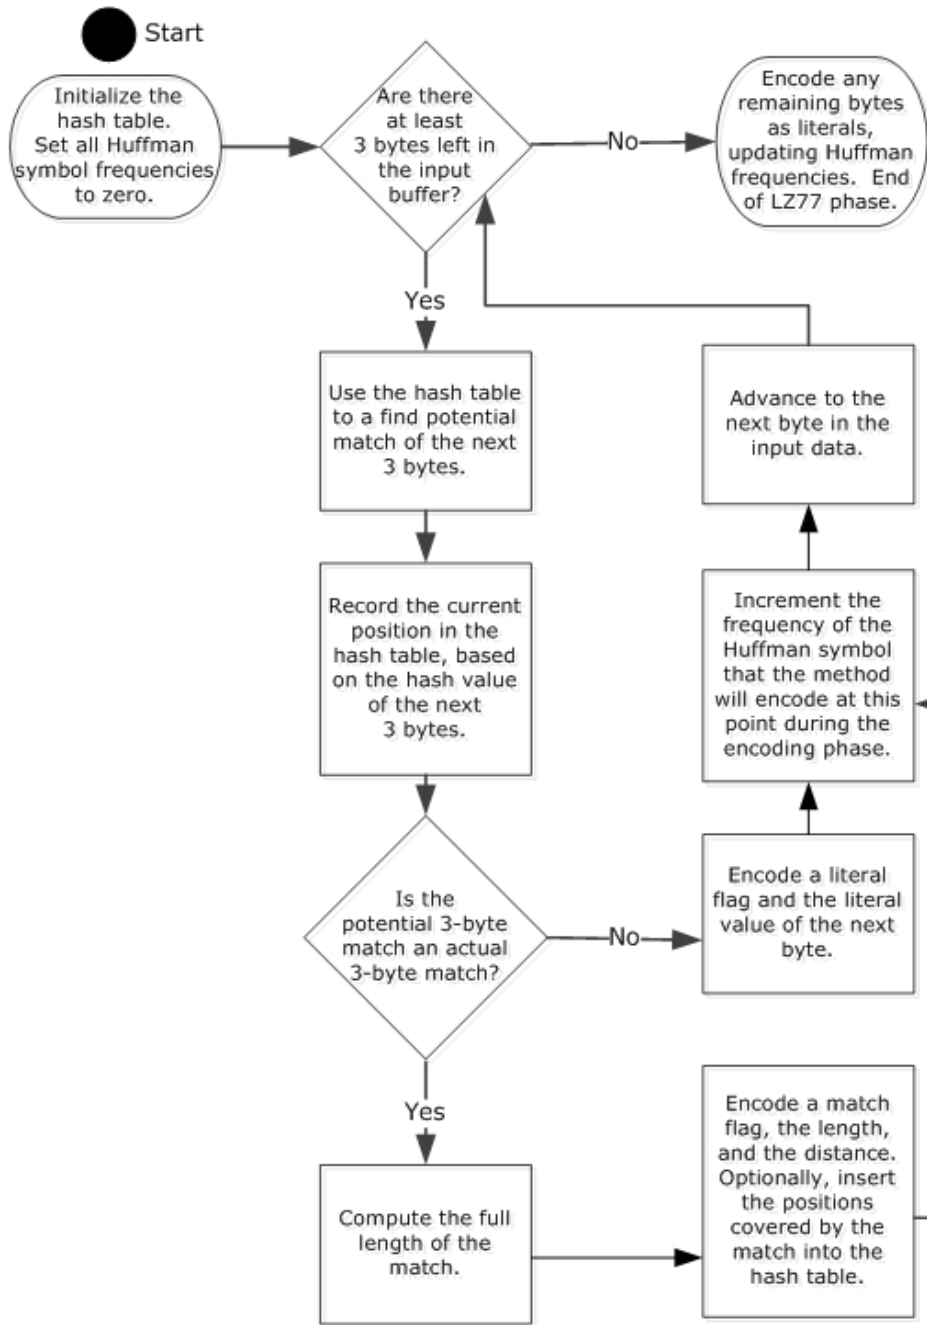 Start
Initialize the
hash table.
Set all Huffman
symbol frequencies
to zero.
Are there
at least
3 bytes left in
the input
buffer?
No
Encode any
remaining bytes
as literals,
updating Huffman
frequencies.  End
of LZ77 phase.
Yes
Use the hash table
to a find potential
match of the next
3 bytes.
Advance to the
next byte in the
input data.
Record the current
position in the
hash table, based
on the hash value
of the next
3 bytes.
Increment the
frequency of the
Huffman symbol
that the method
will encode at this
point during the
encoding phase.
Is the
potential 3-byte
match an actual
3-byte match?
No
Encode a literal
flag and the literal
value of the next
byte.
Yes
Compute the full
length of the
match.
Encode a match
flag, the length,
and the distance.
Optionally, insert
the positions
covered by the
match into the
hash table.